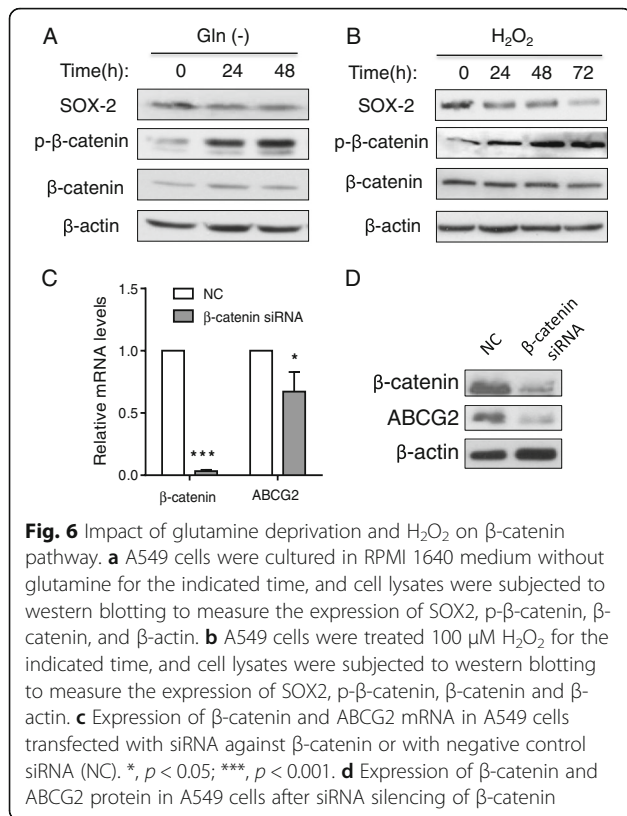 A
Gln (-)
Time(h): 0 24 48
SOX-2
p-β-catenin
β-catenin
β-actin
B
H₂O₂
Time(h): 0 24 48 72
SOX-2
p-β-catenin
β-catenin
β-actin
C
Relative mRNA levels
1.5
1.0
0.5
0.0
NC
β-catenin siRNA
***
*
β-catenin ABCG2
D
NC β-catenin siRNA
β-catenin
ABCG2
β-actin
Fig. 6 Impact of glutamine deprivation and H₂O₂ on β-catenin
pathway. a A549 cells were cultured in RPMI 1640 medium without
glutamine for the indicated time, and cell lysates were subjected to
western blotting to measure the expression of SOX2, p-β-catenin, β-
catenin, and β-actin. b A549 cells were treated 100 μM H₂O₂ for the
indicated time, and cell lysates were subjected to western blotting
to measure the expression of SOX2, p-β-catenin, β-catenin and β-
actin. c Expression of β-catenin and ABCG2 mRNA in A549 cells
transfected with siRNA against β-catenin or with negative control
siRNA (NC). *, p < 0.05; ***, p < 0.001. d Expression of β-catenin and
ABCG2 protein in A549 cells after siRNA silencing of β-catenin